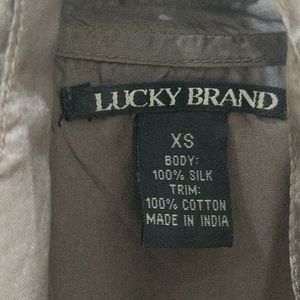 LUCKY BRAND
XS
BODY:
100% SILK
TRIM:
100% COTTON
MADE IN INDIA